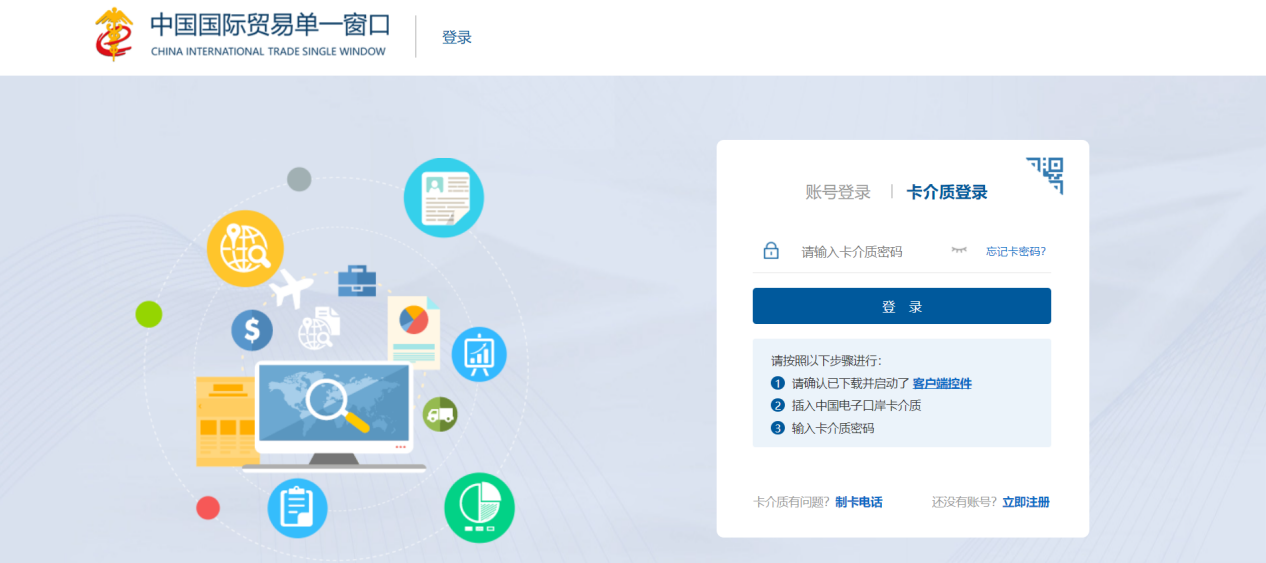 中国国际贸易单一窗口
CHINA INTERNATIONAL TRADE SINGLE WINDOW
登录
账号登录 | 卡介质登录
请输入卡介质密码 忘记卡密码?
登 录
请按照以下步骤进行:
1 请确认已下载并启动了 客户端控件
2 插入中国电子口岸卡介质
3 输入卡介质密码
卡介质有问题? 制卡电话 还没有账号? 立即注册
$